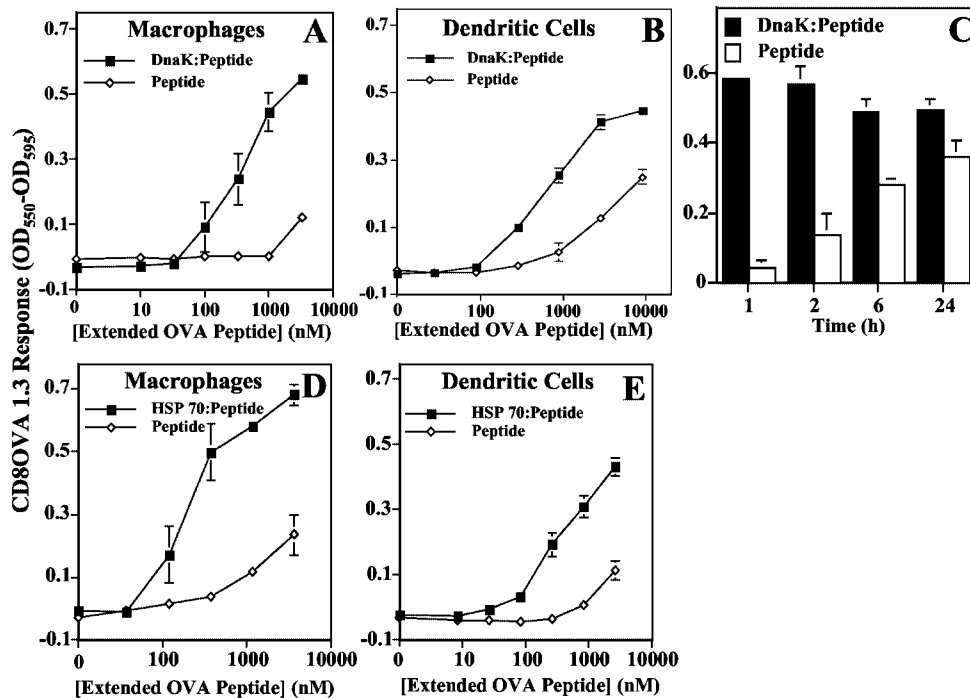 CD8OVA 1.3 Response (OD550-OD595)
Macrophages
A
DnaK:Peptide
Peptide
0.7
0.5
0.3
0.1
-0.1
0
10
100
1000
10000
[Extended OVA Peptide] (nM)
Dendritic Cells
B
DnaK:Peptide
Peptide
0.7
0.5
0.3
0.1
-0.1
0
100
1000
10000
[Extended OVA Peptide] (nM)
DnaK:Peptide
Peptide
C
0.6
0.4
0.2
0
1
2
6
24
Time (h)
Macrophages
D
HSP 70:Peptide
Peptide
0.7
0.5
0.3
0.1
-0.1
0
100
1000
10000
[Extended OVA Peptide] (nM)
Dendritic Cells
E
HSP 70:Peptide
Peptide
0.7
0.5
0.3
0.1
-0.1
0
10
100
1000
10000
[Extended OVA Peptide] (nM)